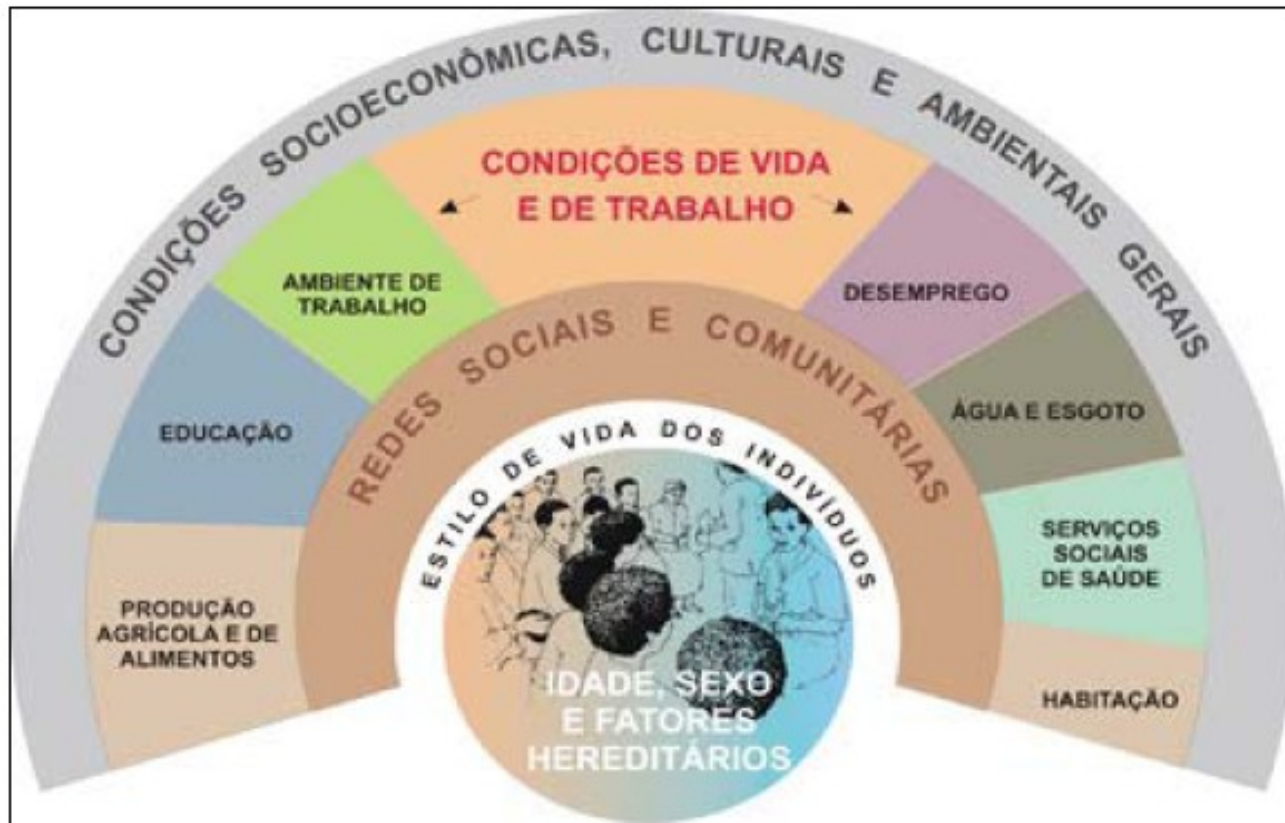 CONDIÇÕES SOCIOECONÔMICAS, CULTURAIS E AMBIENTAIS GERAIS
CONDIÇÕES DE VIDA
E DE TRABALHO
AMBIENTE DE
TRABALHO
DESEMPREGO
EDUCAÇÃO
ÁGUA E ESGOTO
PRODUÇÃO
AGRÍCOLA E DE
ALIMENTOS
SERVIÇOS
SOCIAIS
DE SAÚDE
HABITAÇÃO
REDES SOCIAIS E COMUNITÁRIAS
ESTILO DE VIDA DOS INDIVÍDUOS
IDADE, SEXO
E FATORES
HEREDITÁRIOS